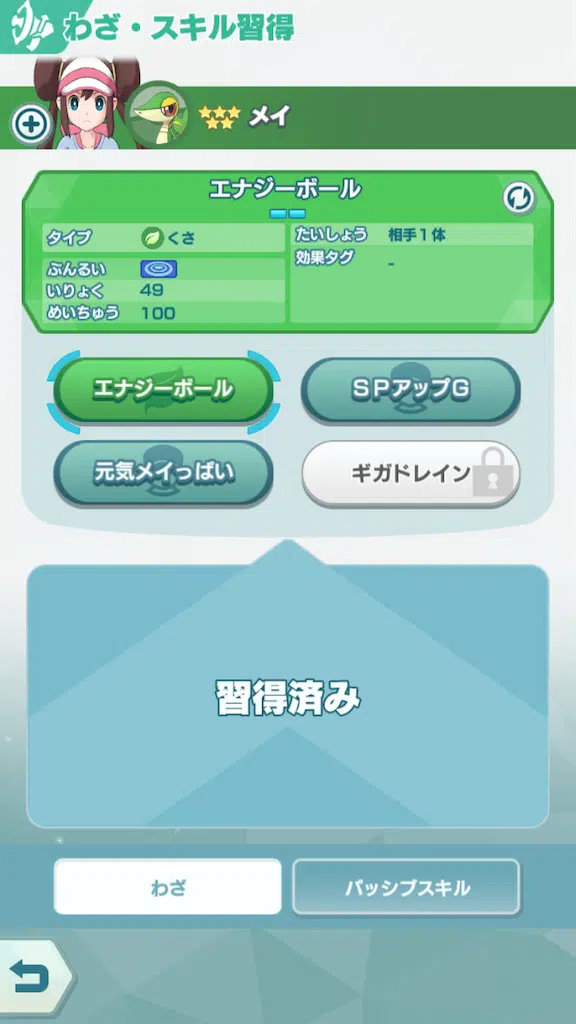 わざ・スキル習得
メイ
エナジーボール
タイプ くさ
ぶんるい
いりょく 49
めいちゅう 100
たいしょう 相手1体
効果タグ -
エナジーボール
SPアップG
元気メイっぱい
ギガドレイン
習得済み
わざ
パッシブスキル